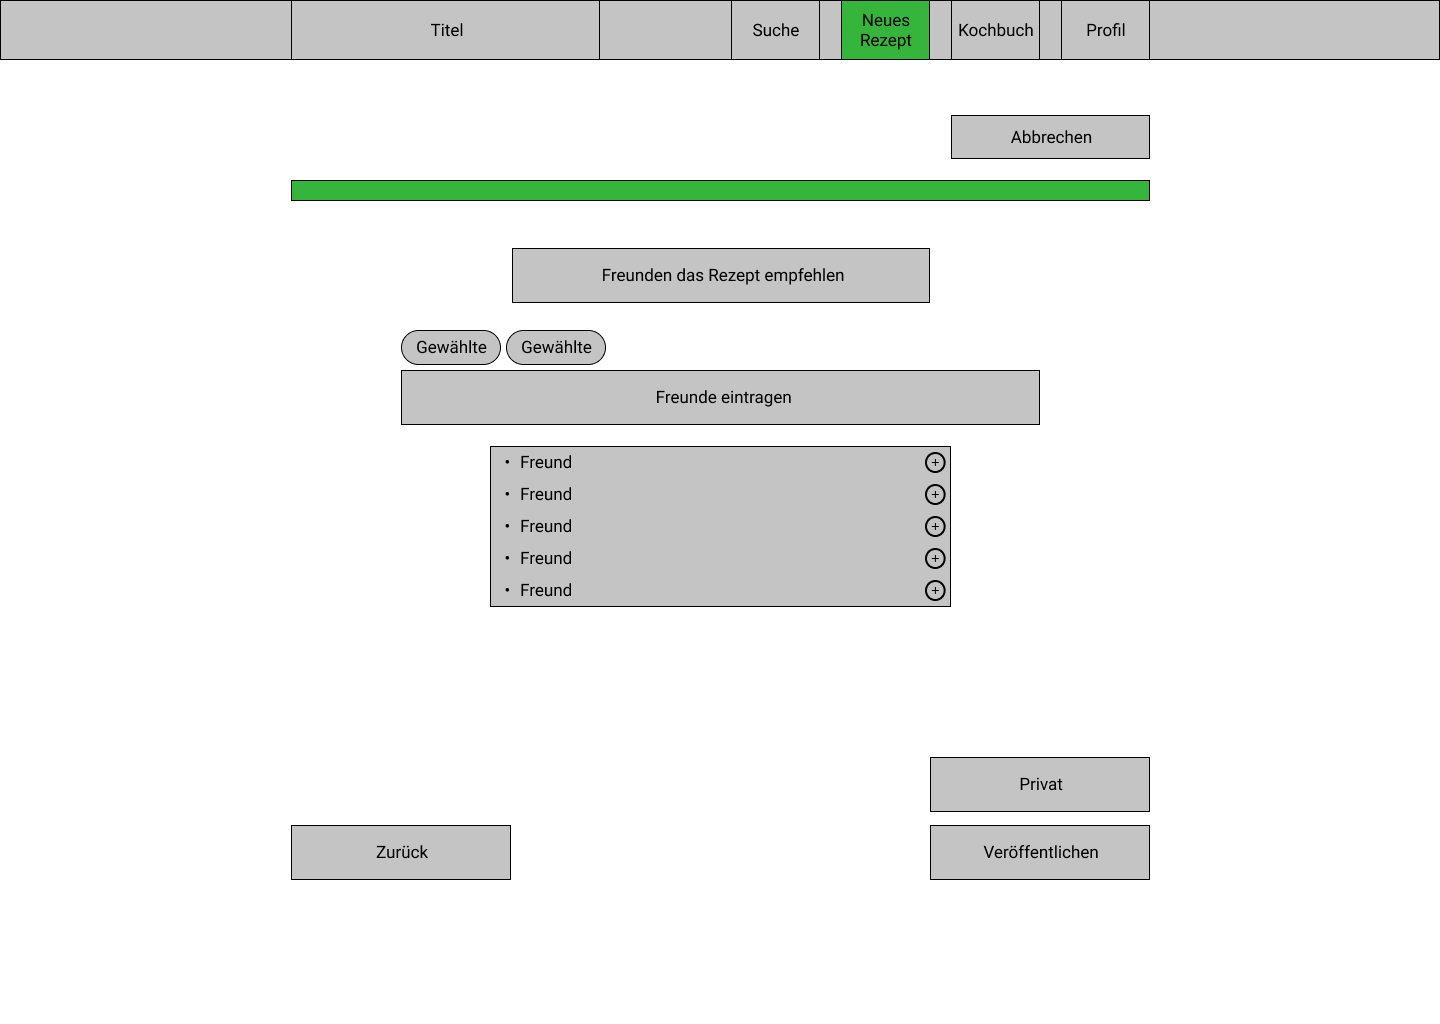 Titel
Suche
Neues
Rezept
Kochbuch
Profil
Abbrechen
Freunden das Rezept empfehlen
Gewählte
Gewählte
Freunde eintragen
• Freund
• Freund
• Freund
• Freund
• Freund
Privat
Zurück
Veröffentlichen